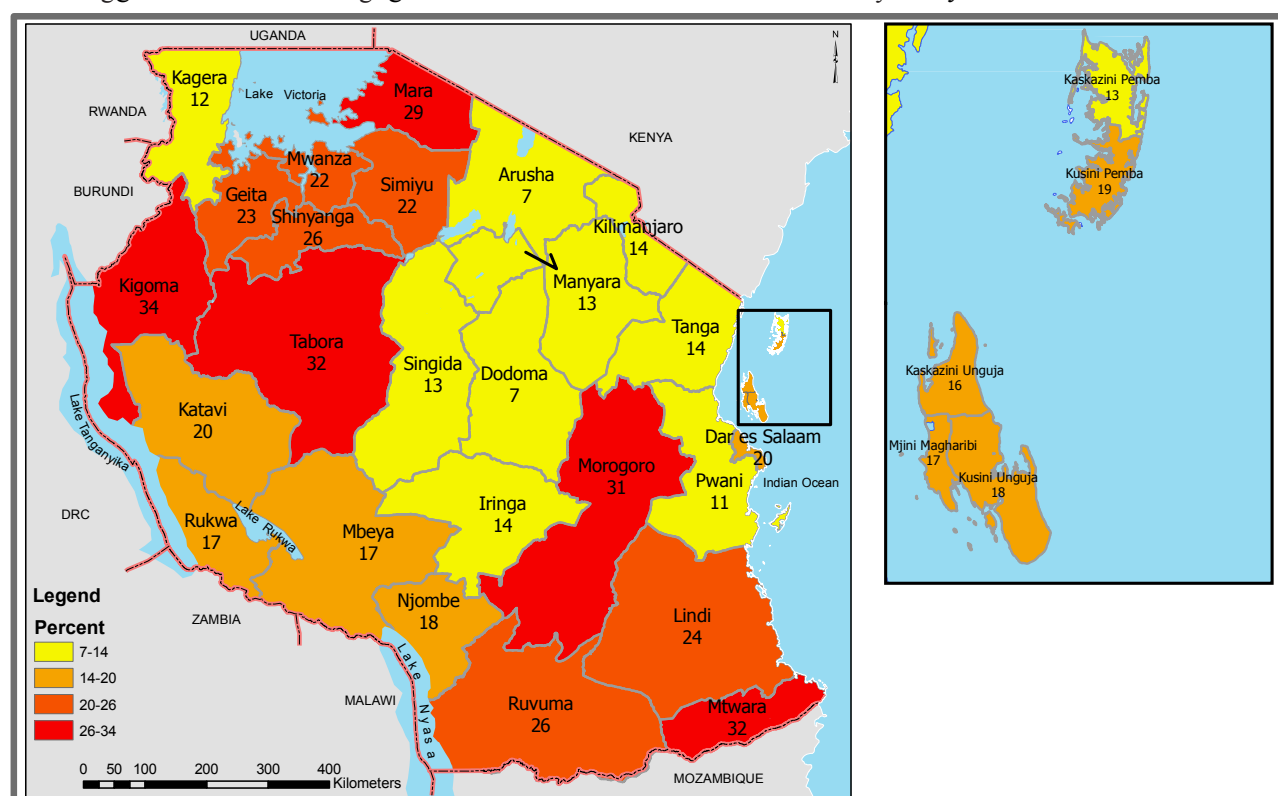 UGANDA
N
Kagera
12
Lake Victoria
Mara
29
RWANDA
KENYA
Mwanza
22
Arusha
7
BURUNDI
Geita
23
Simiyu
22
Shinyanga
26
Kilimanjaro
14
Kigoma
34
Manyara
13
Tabora
32
Tanga
14
Singida
13
Dodoma
7
Katavi
20
Lake Tanganyika
Dar es Salaam
20
Morogoro
31
Pwani
11
Indian Ocean
Iringa
14
DRC
Rukwa
17
Lake Rukwa
Mbeya
17
Njombe
18
Lindi
24
ZAMBIA
Legend
Percent
7-14
14-20
20-26
26-34
MALAWI
Lake Nyasa
Ruvuma
26
Mtwara
32
0 50 100 200 300 400
Kilometers
MOZAMBIQUE
Kaskazini Pemba
13
Kusini Pemba
19
Kaskazini Unguja
16
Mjini Magharibi
17
Kusini Unguja
18